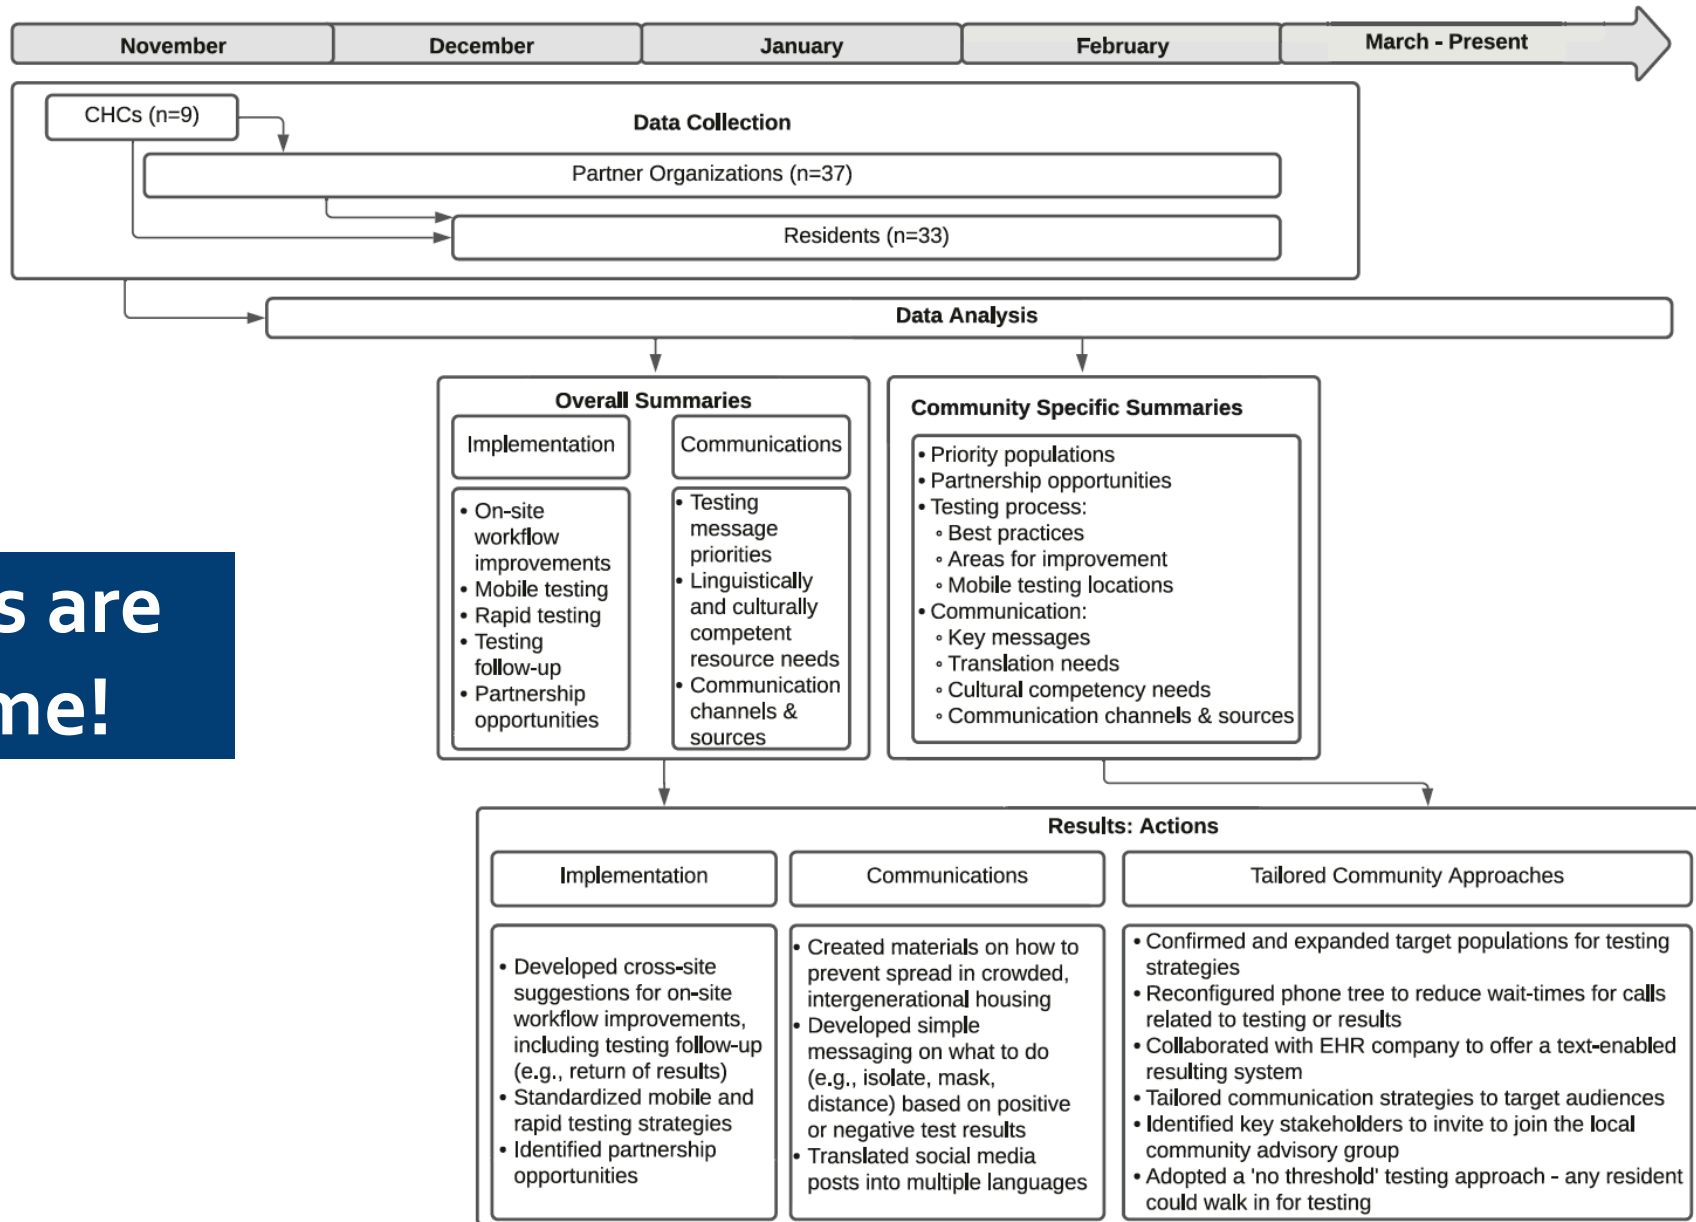 November
December
January
February
March - Present
CHCs (n=9)
Data Collection
Partner Organizations (n=37)
Residents (n=33)
Data Analysis
Overall Summaries
Implementation
• On-site
workflow
improvements
• Mobile testing
• Rapid testing
• Testing
follow-up
• Partnership
opportunities
Communications
• Testing
message
priorities
• Linguistically
and culturally
competent
resource needs
• Communication
channels &
sources
Community Specific Summaries
• Priority populations
• Partnership opportunities
• Testing process:
◦ Best practices
◦ Areas for improvement
◦ Mobile testing locations
• Communication:
◦ Key messages
◦ Translation needs
◦ Cultural competency needs
◦ Communication channels & sources
are
Results: Actions
Implementation
• Developed cross-site
suggestions for on-site
workflow improvements,
including testing follow-up
(e.g., return of results)
• Standardized mobile and
rapid testing strategies
• Identified partnership
opportunities
Communications
• Created materials on how to
prevent spread in crowded,
intergenerational housing
• Developed simple
messaging on what to do
(e.g., isolate, mask,
distance) based on positive
or negative test results
• Translated social media
posts into multiple languages
Tailored Community Approaches
• Confirmed and expanded target populations for testing
strategies
• Reconfigured phone tree to reduce wait-times for calls
related to testing or results
• Collaborated with EHR company to offer a text-enabled
resulting system
• Tailored communication strategies to target audiences
• Identified key stakeholders to invite to join the local
community advisory group
• Adopted a 'no threshold' testing approach - any resident
could walk in for testing